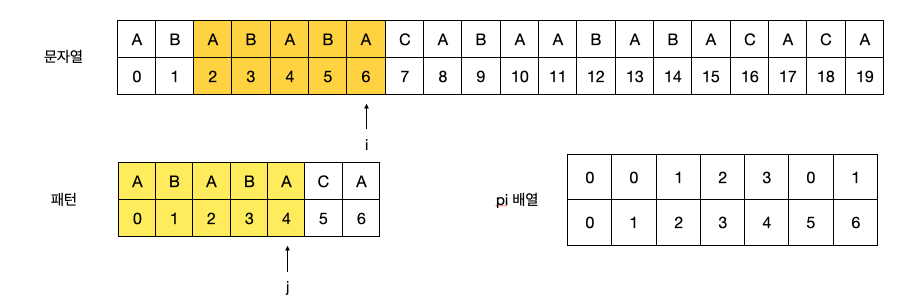 문자열
A B A B A B A C A B A A B A B A C A C A
0 1 2 3 4 5 6 7 8 9 10 11 12 13 14 15 16 17 18 19
i
패턴
A B A B A C A
0 1 2 3 4 5 6
j
pi 배열
0 0 1 2 3 0 1
0 1 2 3 4 5 6